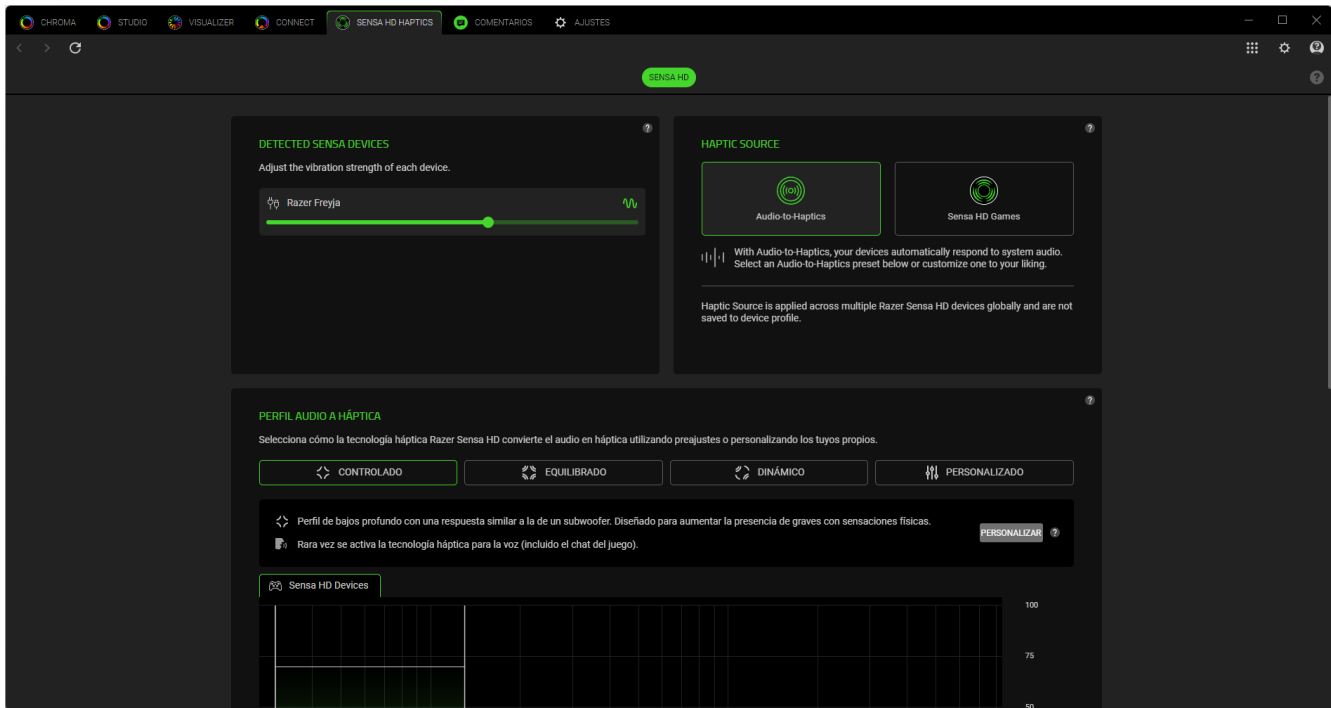 CHROMA STUDIO VISUALIZER CONNECT SENSA HD HAPTICS COMENTARIOS AJUSTES
SENSA HD
DETECTED SENSA DEVICES
Adjust the vibration strength of each device.
Razer Freyja
HAPTIC SOURCE
Audio-to-Haptics
Sensa HD Games
With Audio-to-Haptics, your devices automatically respond to system audio.
Select an Audio-to-Haptics preset below or customize one to your liking.
Haptic Source is applied across multiple Razer Sensa HD devices globally and are not
saved to device profile.
PERFIL AUDIO A HÁPTICA
Selecciona cómo la tecnología háptica Razer Sensa HD convierte el audio en háptica utilizando preajustes o personalizando los tuyos propios.
CONTROLADO EQUILIBRADO DINÁMICO PERSONALIZADO
Perfil de bajos profundo con una respuesta similar a la de un subwoofer. Diseñado para aumentar la presencia de graves con sensaciones físicas.
Rara vez se activa la tecnología háptica para la voz (incluido el chat del juego).
PERSONALIZAR
Sensa HD Devices
100
75
50